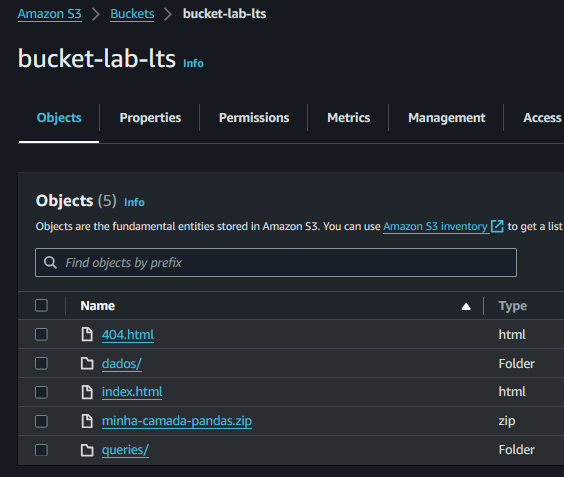 Amazon S3 > Buckets > bucket-lab-lts
bucket-lab-lts Info
Objects Properties Permissions Metrics Management Access
Objects (5) Info
Objects are the fundamental entities stored in Amazon S3. You can use Amazon S3 inventory to get a list
Find objects by prefix
Name Type
404.html html
dados/ Folder
index.html html
minha-camada-pandas.zip zip
queries/ Folder